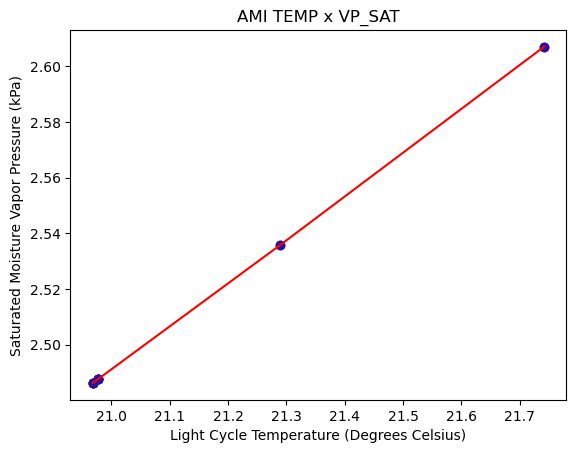 AMI TEMP x VP_SAT
Saturated Moisture Vapor Pressure (kPa)
2.60
2.58
2.56
2.54
2.52
2.50
21.0 21.1 21.2 21.3 21.4 21.5 21.6 21.7
Light Cycle Temperature (Degrees Celsius)